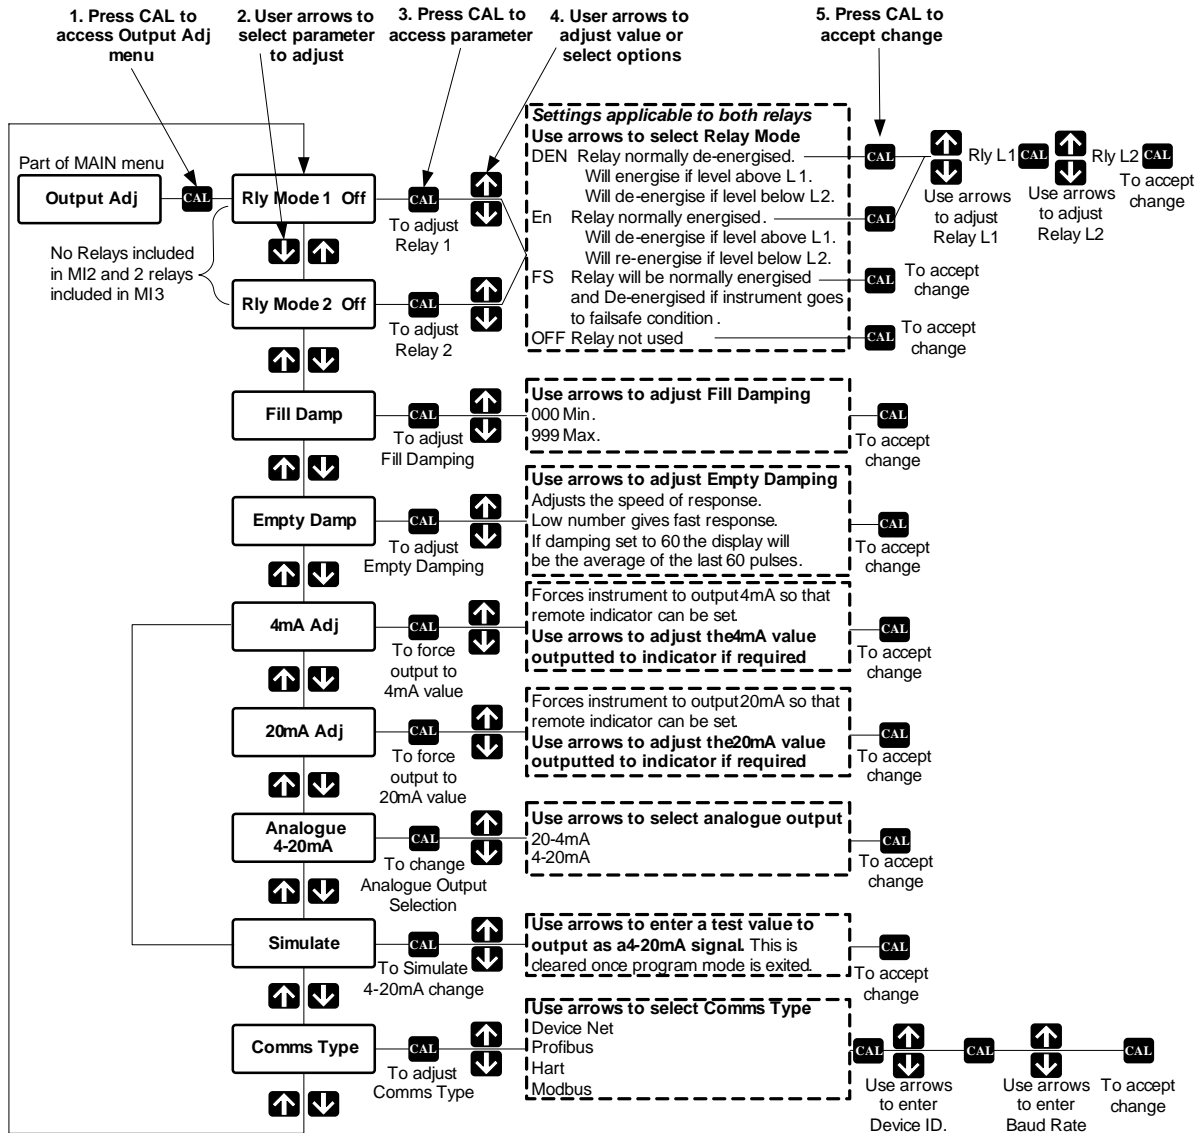 1. Press CAL to
access Output Adj
menu
2. User arrows to
select parameter
to adjust
3. Press CAL to
access parameter
4. User arrows to
adjust value or
select options
5. Press CAL to
accept change
Part of MAIN menu
Output Adj
CAL
Rly Mode 1 Off
CAL
To adjust
Relay 1
No Relays included
in MI2 and 2 relays
included in MI3
Rly Mode 2 Off
CAL
To adjust
Relay 2
Settings applicable to both relays
Use arrows to select Relay Mode
DEN Relay normally de-energised.
Will energise if level above L1.
Will de-energise if level below L2.
En Relay normally energised.
Will de-energise if level above L1.
Will re-energise if level below L2.
FS Relay will be normally energised
and De-energised if instrument goes
to failsafe condition.
OFF Relay not used
CAL
CAL
Rly L1
CAL
Rly L2
CAL
Use arrows
to adjust
Relay L1
Use arrows
to adjust
Relay L2
To accept
change
CAL
To accept
change
CAL
To accept
change
Fill Damp
CAL
To adjust
Fill Damping
Use arrows to adjust Fill Damping
000 Min.
999 Max.
CAL
To accept
change
Empty Damp
CAL
To adjust
Empty Damping
Use arrows to adjust Empty Damping
Adjusts the speed of response.
Low number gives fast response.
If damping set to 60 the display will
be the average of the last 60 pulses.
CAL
To accept
change
4mA Adj
CAL
To force
output to
4mA value
Forces instrument to output 4mA so that
remote indicator can be set.
Use arrows to adjust the 4mA value
outputted to indicator if required
CAL
To accept
change
20mA Adj
CAL
To force
output to
20mA value
Forces instrument to output 20mA so that
remote indicator can be set.
Use arrows to adjust the 20mA value
outputted to indicator if required
CAL
To accept
change
Analogue
4-20mA
CAL
To change
Analogue Output
Selection
Use arrows to select analogue output
20-4mA
4-20mA
CAL
To accept
change
Simulate
CAL
To Simulate
4-20mA change
Use arrows to enter a test value to
output as a 4-20mA signal. This is
cleared once program mode is exited.
CAL
To accept
change
Comms Type
CAL
To adjust
Comms Type
Use arrows to select Comms Type
Device Net
Profibus
Hart
Modbus
CAL
Use arrows
to enter
Device ID.
CAL
Use arrows
to enter
Baud Rate
CAL
To accept
change